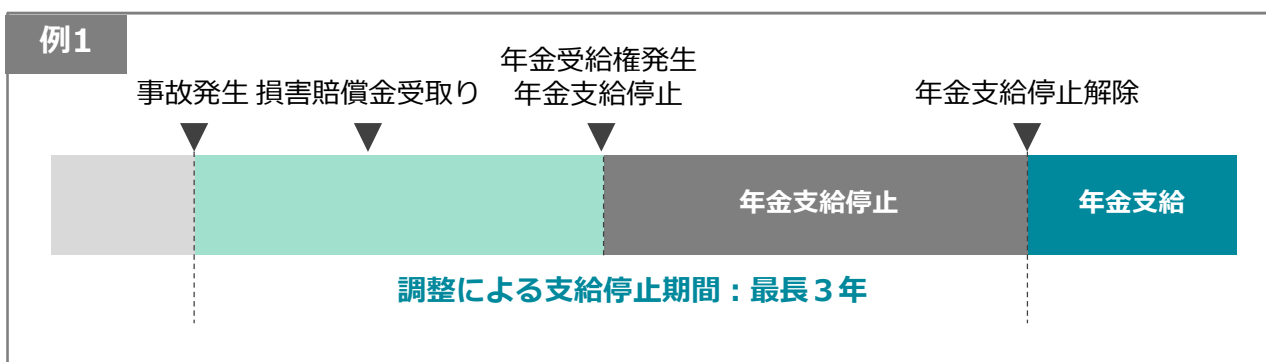 例1
年金受給権発生
事故発生 損害賠償金受取り 年金支給停止 年金支給停止解除
年金支給停止 年金支給
調整による支給停止期間：最長３年